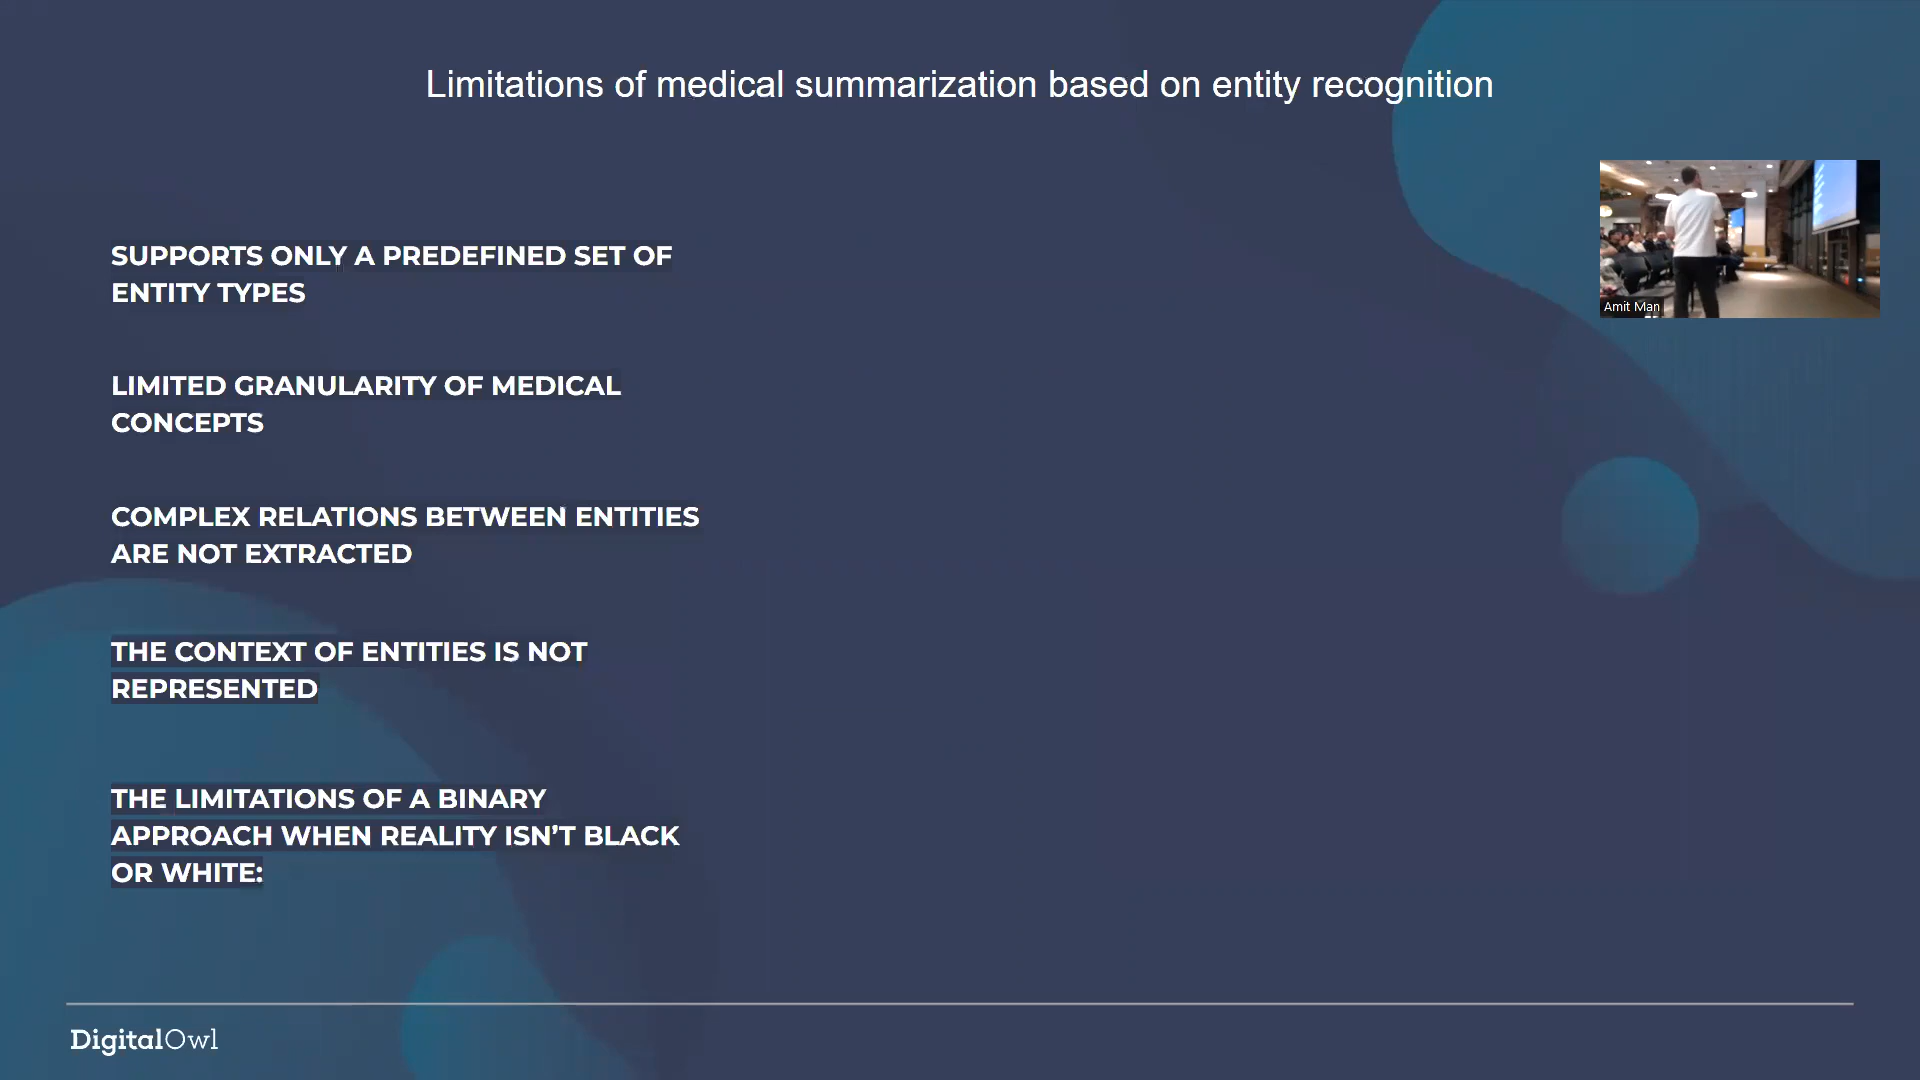 Limitations of medical summarization based on entity recognition
SUPPORTS ONLY A PREDEFINED SET OF
ENTITY TYPES
LIMITED GRANULARITY OF MEDICAL
CONCEPTS
COMPLEX RELATIONS BETWEEN ENTITIES
ARE NOT EXTRACTED
THE CONTEXT OF ENTITIES IS NOT
REPRESENTED
THE LIMITATIONS OF A BINARY
APPROACH WHEN REALITY ISN’T BLACK
OR WHITE:
Amit Man
DigitalOwl